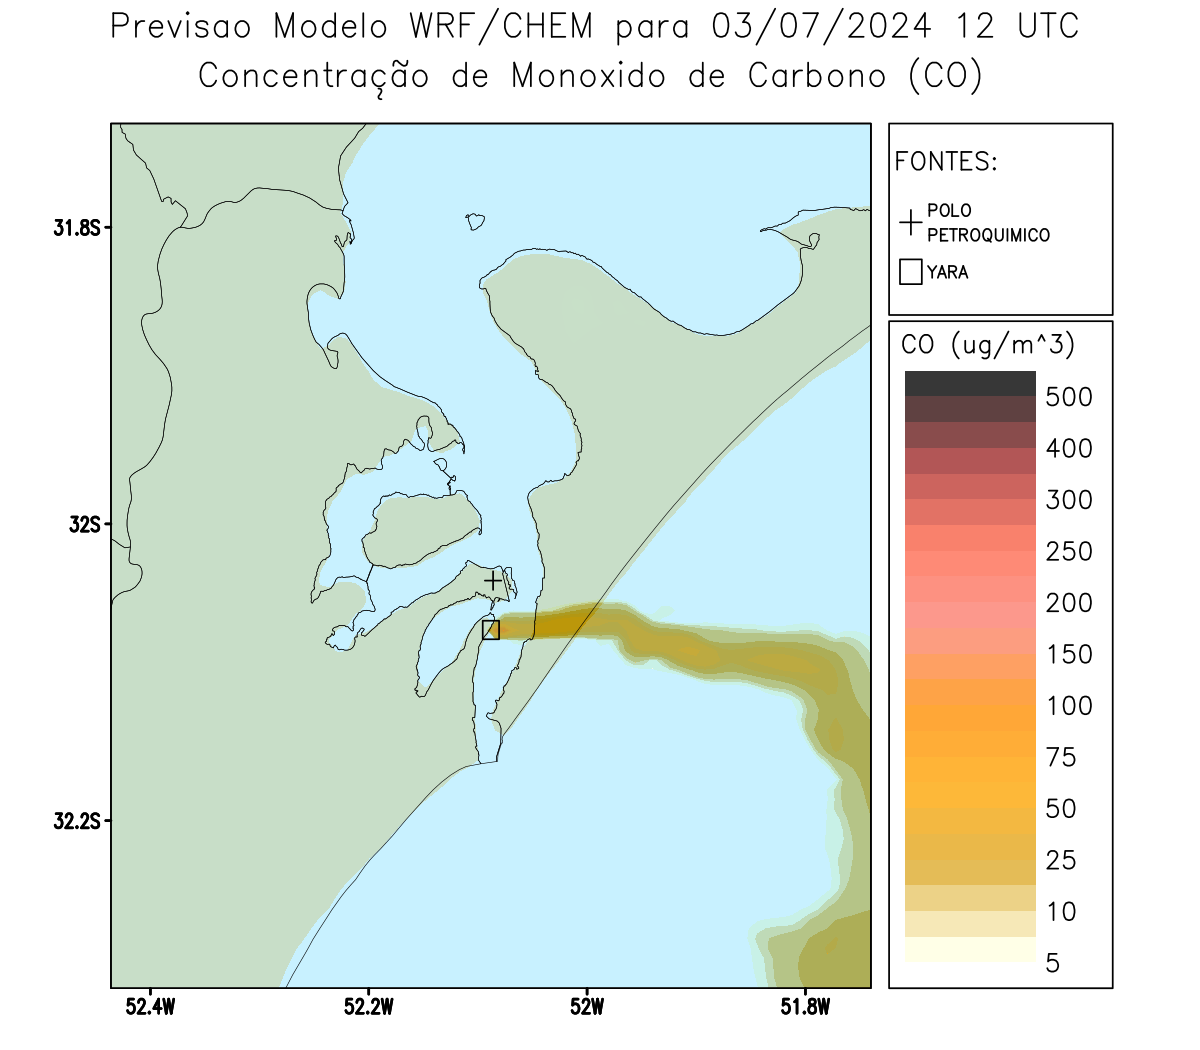 Previsao Modelo WRF/CHEM para 03/07/2024 12 UTC
Concentração de Monoxido de Carbono (CO)
FONTES:
POLO
PETROQUIMICO
YARA
CO (ug/m^3)
500
400
300
250
200
150
100
75
50
25
10
5
31.8S
32S
32.2S
52.4W
52.2W
52W
51.8W